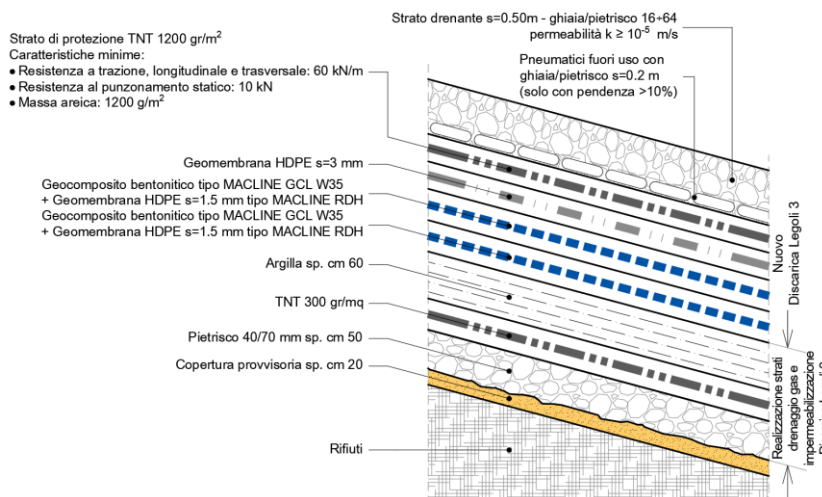 Strato drenante s=0.50m - ghiaia/pietrisco 16÷64
permeabilità k ≥ 10⁻⁵ m/s
Strato di protezione TNT 1200 gr/m²
Caratteristiche minime:
• Resistenza a trazione, longitudinale e trasversale: 60 kN/m
• Resistenza al punzonamento statico: 10 kN
• Massa areica: 1200 g/m²
Pneumatici fuori uso con
ghiaia/pietrisco s=0.2 m
(solo con pendenza >10%)
Geomembrana HDPE s=3 mm
Geocomposito bentonitico tipo MACLINE GCL W35
+ Geomembrana HDPE s=1.5 mm tipo MACLINE RDH
Geocomposito bentonitico tipo MACLINE GCL W35
+ Geomembrana HDPE s=1.5 mm tipo MACLINE RDH
Argilla sp. cm 60
TNT 300 gr/mq
Pietrisco 40/70 mm sp. cm 50
Copertura provvisoria sp. cm 20
Rifiuti
Nuovo
Discarica Legoli 3
Realizzazione strati
drenaggio gas e
impermeabilizzazione